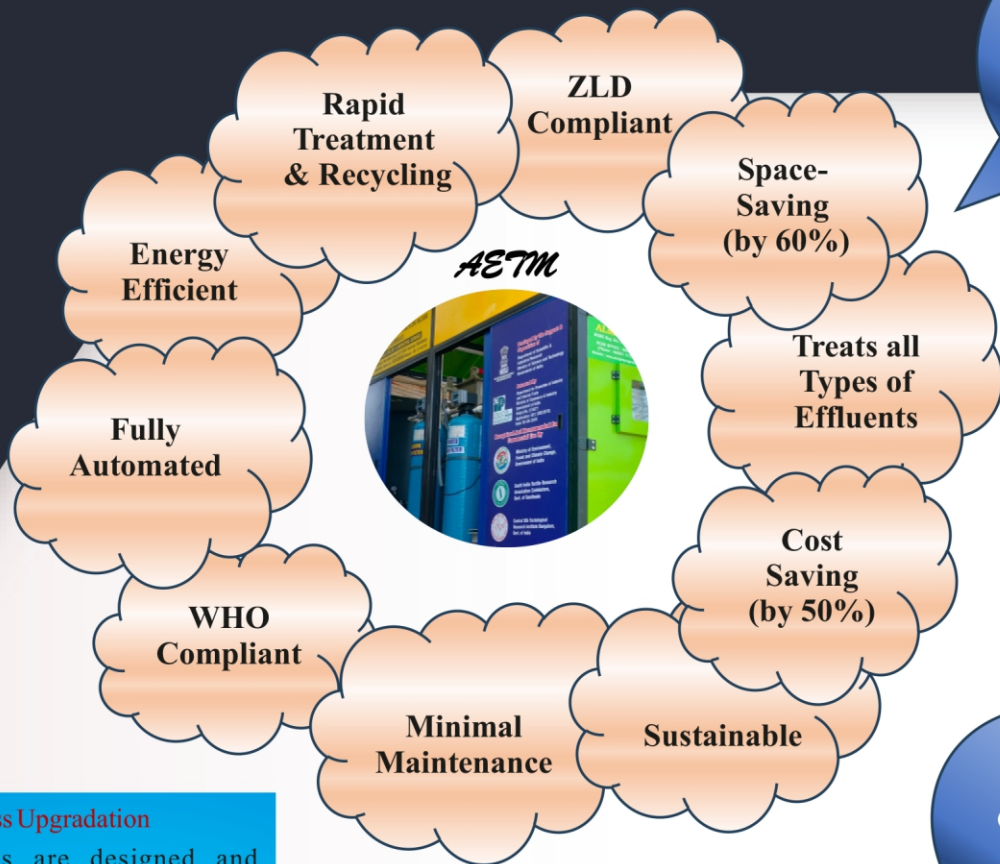 Rapid
Treatment
& Recycling
ZLD
Compliant
Space-
Saving
(by 60%)
Energy
Efficient
AETM
Treats all
Types of
Effluents
Fully
Automated
Cost
Saving
(by 50%)
WHO
Compliant
Minimal
Maintenance
Sustainable
Upgradation
are designed and